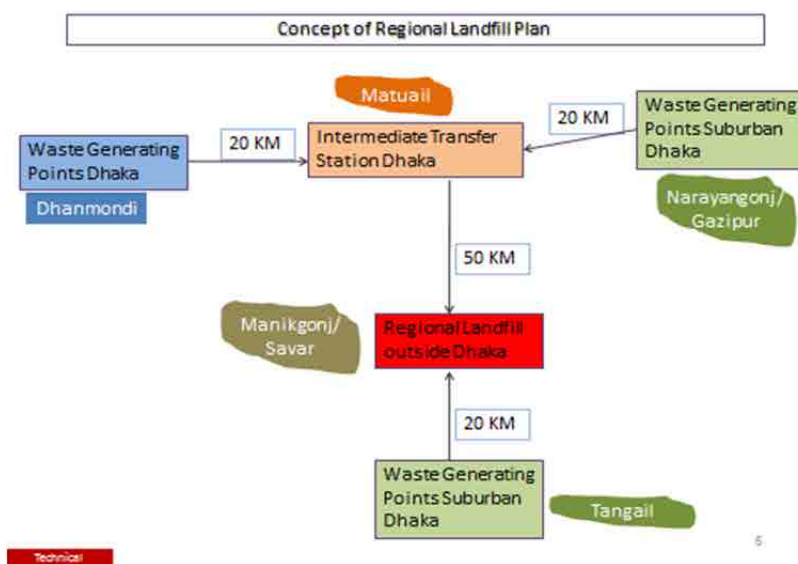 Concept of Regional Landfill Plan
Matuail
20 KM
Intermediate Transfer
Station Dhaka
20 KM
Waste Generating
Points Suburban
Dhaka
Waste Generating
Points Dhaka
Dhanmondi
Narayangonj/
Gazipur
50 KM
Manikgonj/
Savar
Regional Landfill
outside Dhaka
20 KM
Waste Generating
Points Suburban
Dhaka
Tangail
6
Technical